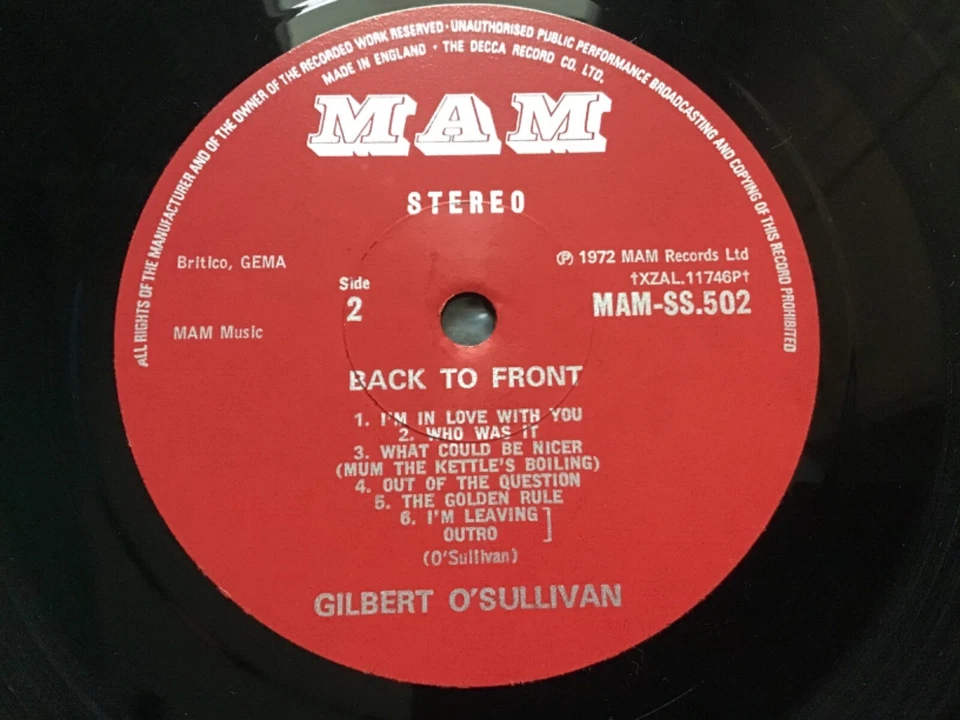 ALL RIGHTS OF THE MANUFACTURER AND OF THE OWNER OF THE RECORDED WORK RESERVED · UNAUTHORISED PUBLIC PERFORMANCE BROADCASTING AND COPYING OF THIS RECORD PROHIBITED
MADE IN ENGLAND · THE DECCA RECORD CO. LTD.
MAM
STEREO
Britico, GEMA
℗ 1972 MAM Records Ltd
†XZAL.11746P†
Side
2
MAM-SS.502
MAM Music
BACK TO FRONT
1. I'M IN LOVE WITH YOU
2. WHO WAS IT
3. WHAT COULD BE NICER
(MUM THE KETTLE'S BOILING)
4. OUT OF THE QUESTION
5. THE GOLDEN RULE
6. I'M LEAVING ]
OUTRO
(O'Sullivan)
GILBERT O'SULLIVAN